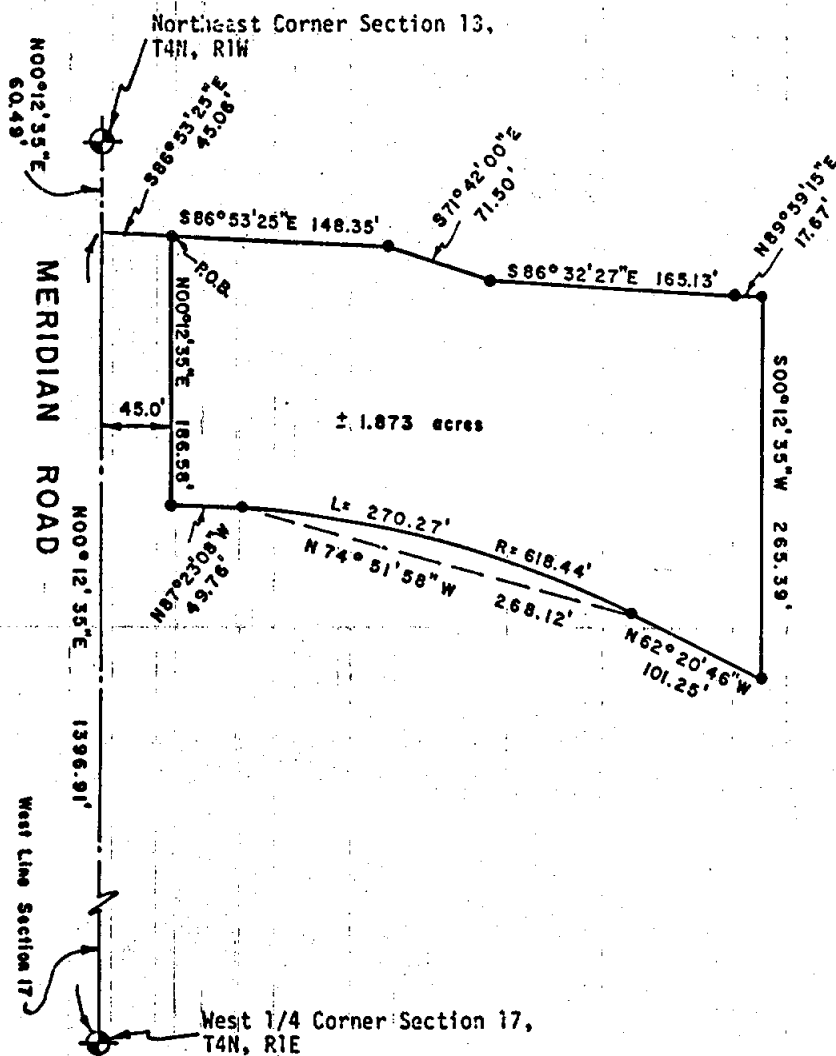 Northeast Corner Section 13,
T4N, R1W
N00°12'35"E
60.49'
S86°53'25"E
45.06'
S86°53'25"E 148.35'
S71°42'00"E
71.50'
S86°32'27"E 165.13'
N89°59'15"E
17.67'
P.O.B.
MERIDIAN ROAD
N00°12'35"E 186.58'
45.0'
± 1.873 acres
S00°12'35"W 265.39'
L= 270.27'
R= 618.44'
N74°51'58"W
268.12'
N87°23'08"W
49.76'
N62°20'46"W
101.25'
N00°12'35"E 1396.91'
West Line Section 17
West 1/4 Corner Section 17,
T4N, R1E